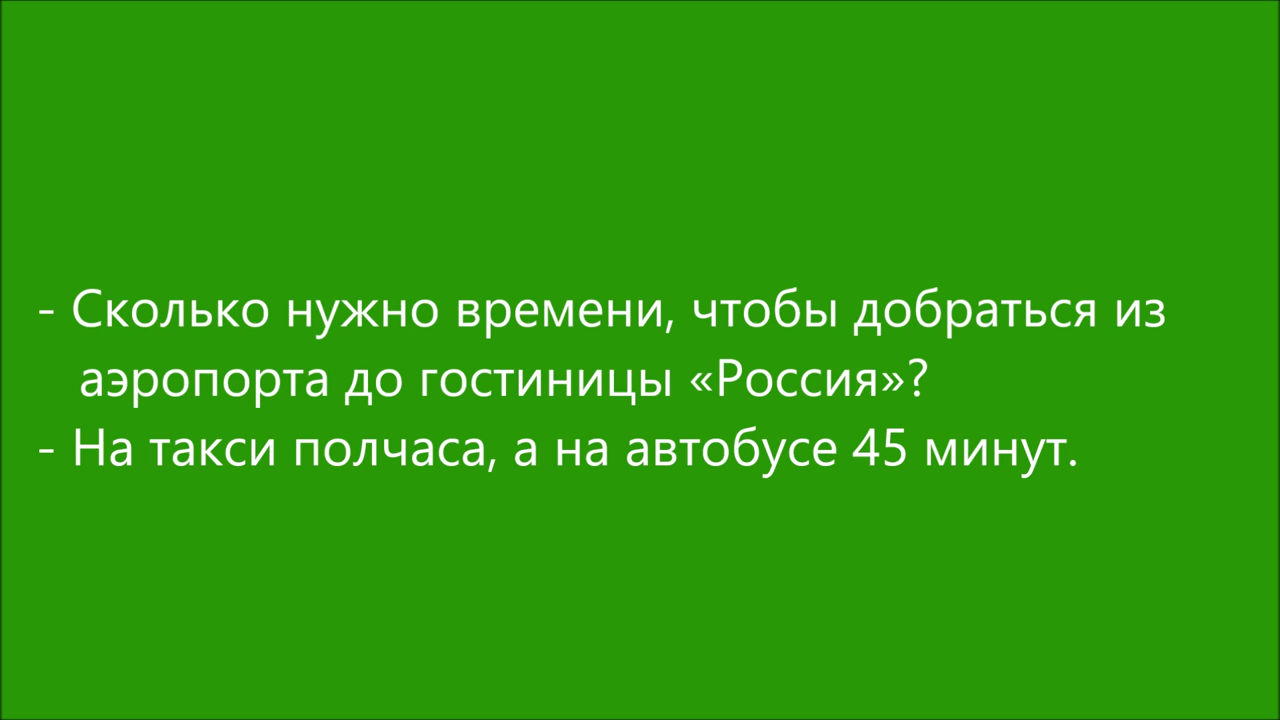 - Сколько нужно времени, чтобы добраться из
аэропорта до гостиницы «Россия»?
- На такси полчаса, а на автобусе 45 минут.